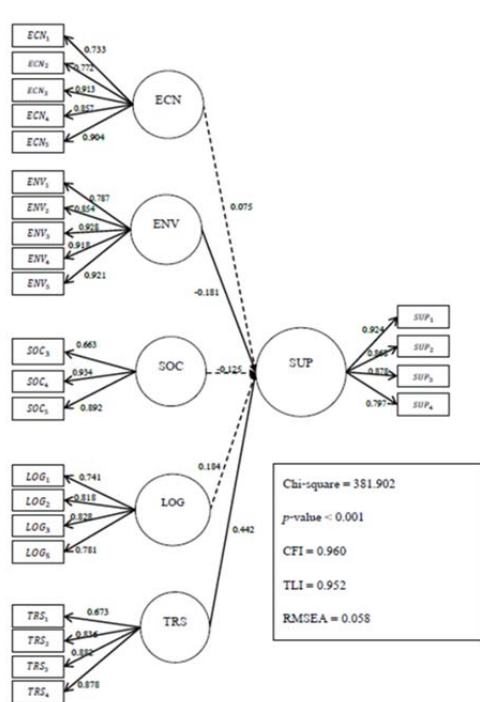 ECN₁
0.733
ECN₂
0.772
ECN₃
0.913
ECN₄
0.857
ECN₅
0.904
ECN
0.075
ENV₁
0.787
ENV₂
0.854
ENV₃
0.928
ENV₄
0.918
ENV₅
0.921
ENV
-0.181
SOC₃
0.663
SOC₄
0.934
SOC₅
0.892
SOC
-0.125
SUP
0.924
SUP₁
0.868
SUP₂
0.878
SUP₃
0.797
SUP₄
LOG₁
0.741
LOG₂
0.818
LOG₃
0.828
LOG₅
0.781
LOG
0.184
TRS₁
0.673
TRS₂
0.836
TRS₃
0.882
TRS₄
0.878
TRS
0.442
Chi-square = 381.902
p-value < 0.001
CFI = 0.960
TLI = 0.952
RMSEA = 0.058